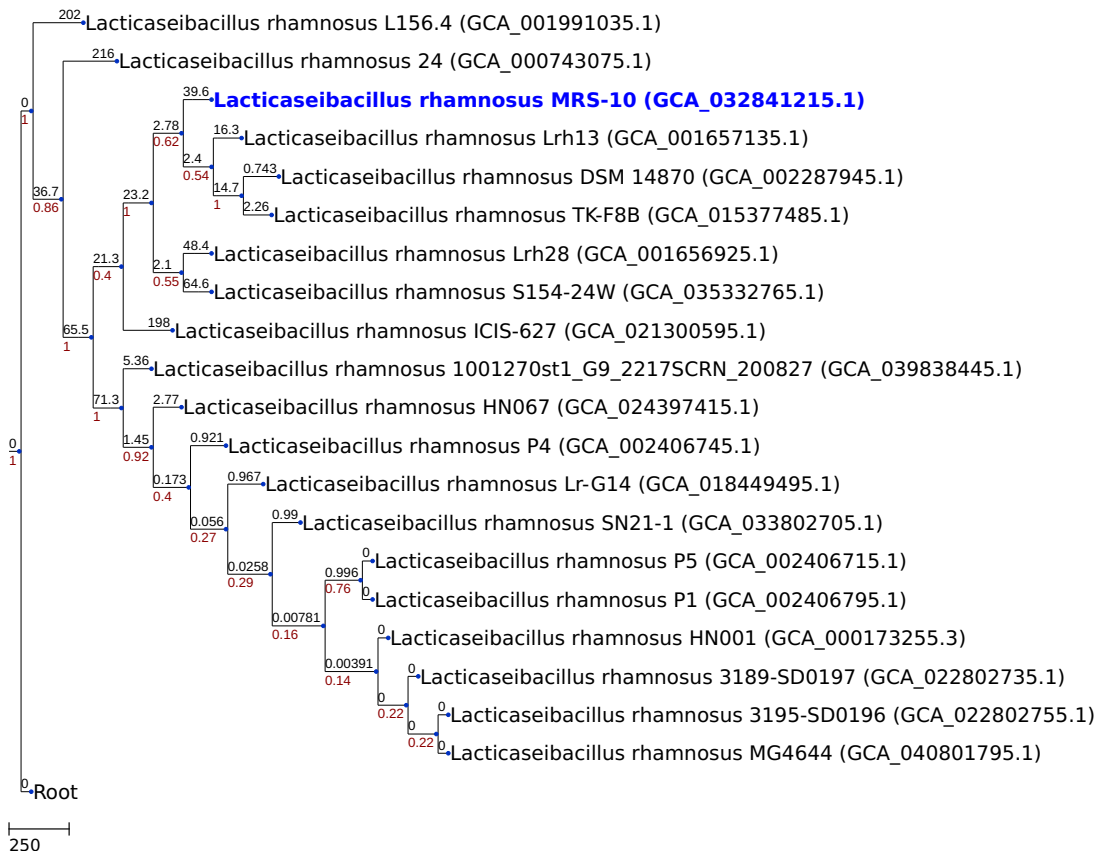 202
Lacticaseibacillus rhamnosus L156.4 (GCA_001991035.1)
216
Lacticaseibacillus rhamnosus 24 (GCA_000743075.1)
39.6
Lacticaseibacillus rhamnosus MRS-10 (GCA_032841215.1)
0
1
2.78
0.62
16.3
Lacticaseibacillus rhamnosus Lrh13 (GCA_001657135.1)
2.4
0.54
0.743
Lacticaseibacillus rhamnosus DSM 14870 (GCA_002287945.1)
36.7
0.86
23.2
1
14.7
1
2.26
Lacticaseibacillus rhamnosus TK-F8B (GCA_015377485.1)
48.4
Lacticaseibacillus rhamnosus Lrh28 (GCA_001656925.1)
21.3
0.4
2.1
0.55
64.6
Lacticaseibacillus rhamnosus S154-24W (GCA_035332765.1)
198
Lacticaseibacillus rhamnosus ICIS-627 (GCA_021300595.1)
65.5
1
5.36
Lacticaseibacillus rhamnosus 1001270st1_G9_2217SCRN_200827 (GCA_039838445.1)
71.3
1
2.77
Lacticaseibacillus rhamnosus HN067 (GCA_024397415.1)
0
1
1.45
0.92
0.921
Lacticaseibacillus rhamnosus P4 (GCA_002406745.1)
0.173
0.4
0.967
Lacticaseibacillus rhamnosus Lr-G14 (GCA_018449495.1)
0.056
0.27
0.99
Lacticaseibacillus rhamnosus SN21-1 (GCA_033802705.1)
0.0258
0.29
0
Lacticaseibacillus rhamnosus P5 (GCA_002406715.1)
0.996
0.76
0
Lacticaseibacillus rhamnosus P1 (GCA_002406795.1)
0.00781
0.16
0
Lacticaseibacillus rhamnosus HN001 (GCA_000173255.3)
0.00391
0.14
0
Lacticaseibacillus rhamnosus 3189-SD0197 (GCA_022802735.1)
0
0.22
0
Lacticaseibacillus rhamnosus 3195-SD0196 (GCA_022802755.1)
0
0.22
0
Lacticaseibacillus rhamnosus MG4644 (GCA_040801795.1)
0
Root
250